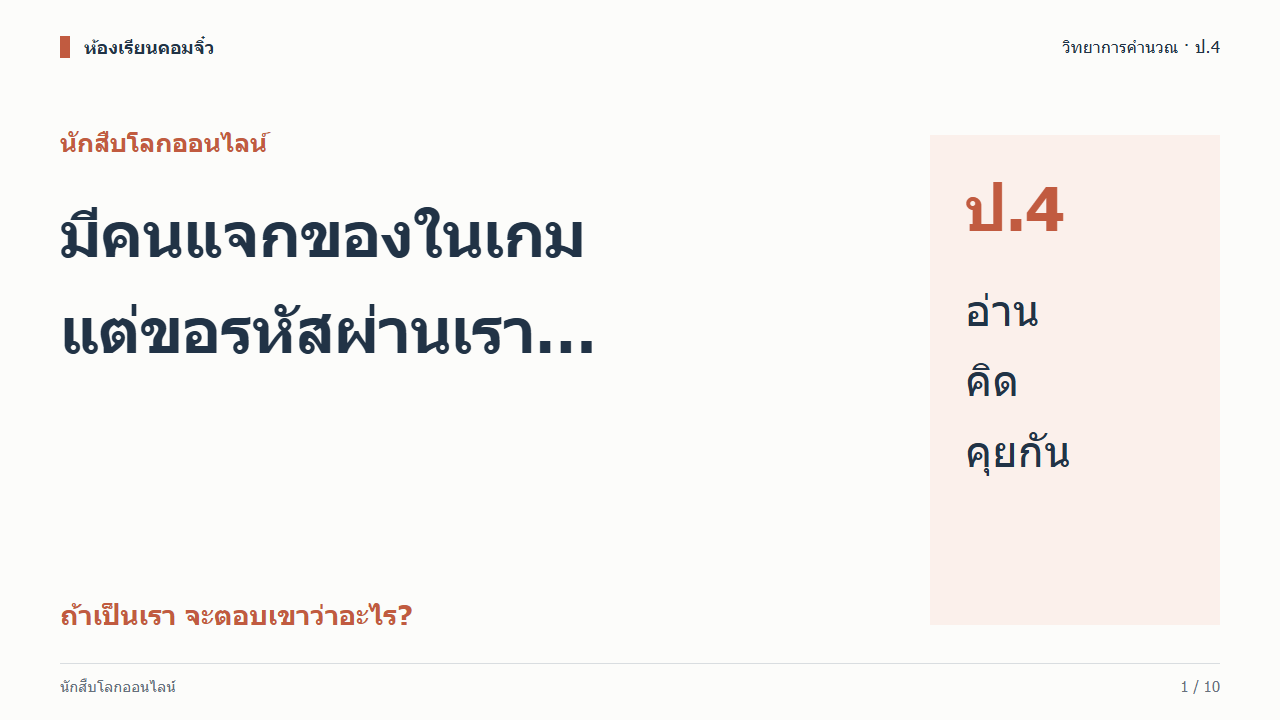 ห้องเรียนคอมจิ๋ว
วิทยาการคำนวณ · ป.4
นักสืบโลกออนไลน์
มีคนแจกของในเกม
แต่ขอรหัสผ่านเรา...
ป.4
อ่าน
คิด
คุยกัน
ถ้าเป็นเรา จะตอบเขาว่าอะไร?
นักสืบโลกออนไลน์
1 / 10